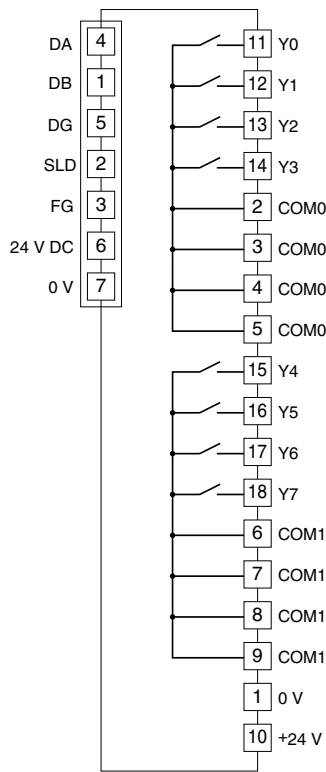 DA 4
DB 1
DG 5
SLD 2
FG 3
24 V DC 6
0 V 7
11 Y0
12 Y1
13 Y2
14 Y3
2 COM0
3 COM0
4 COM0
5 COM0
15 Y4
16 Y5
17 Y6
18 Y7
6 COM1
7 COM1
8 COM1
9 COM1
1 0 V
10 +24 V